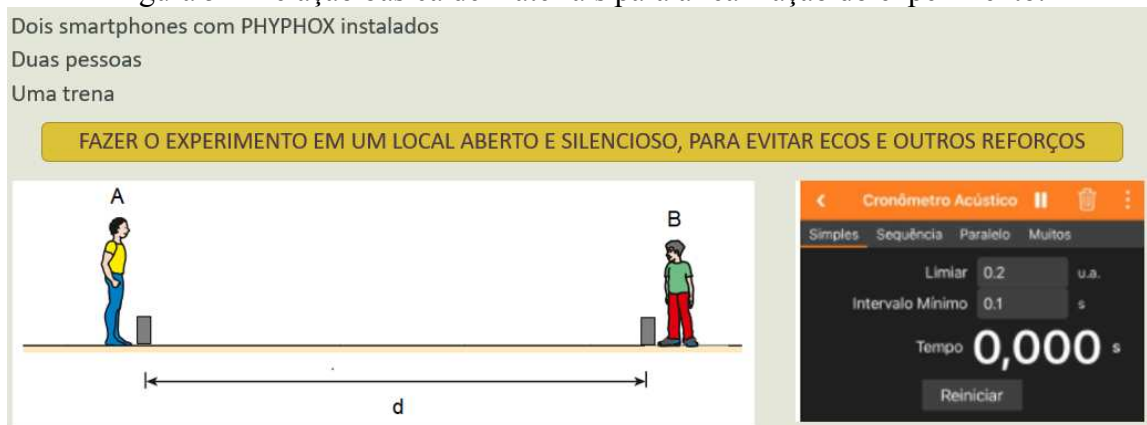 Dois smartphones com PHYPHOX instalados
Duas pessoas
Uma trena
FAZER O EXPERIMENTO EM UM LOCAL ABERTO E SILENCIOSO, PARA EVITAR ECOS E OUTROS REFORÇOS
A
B
d
Cronômetro Acústico
Simples Sequência Paralelo Muitos
Limiar 0.2 u.a.
Intervalo Mínimo 0.1 s
Tempo 0,000 s
Reiniciar